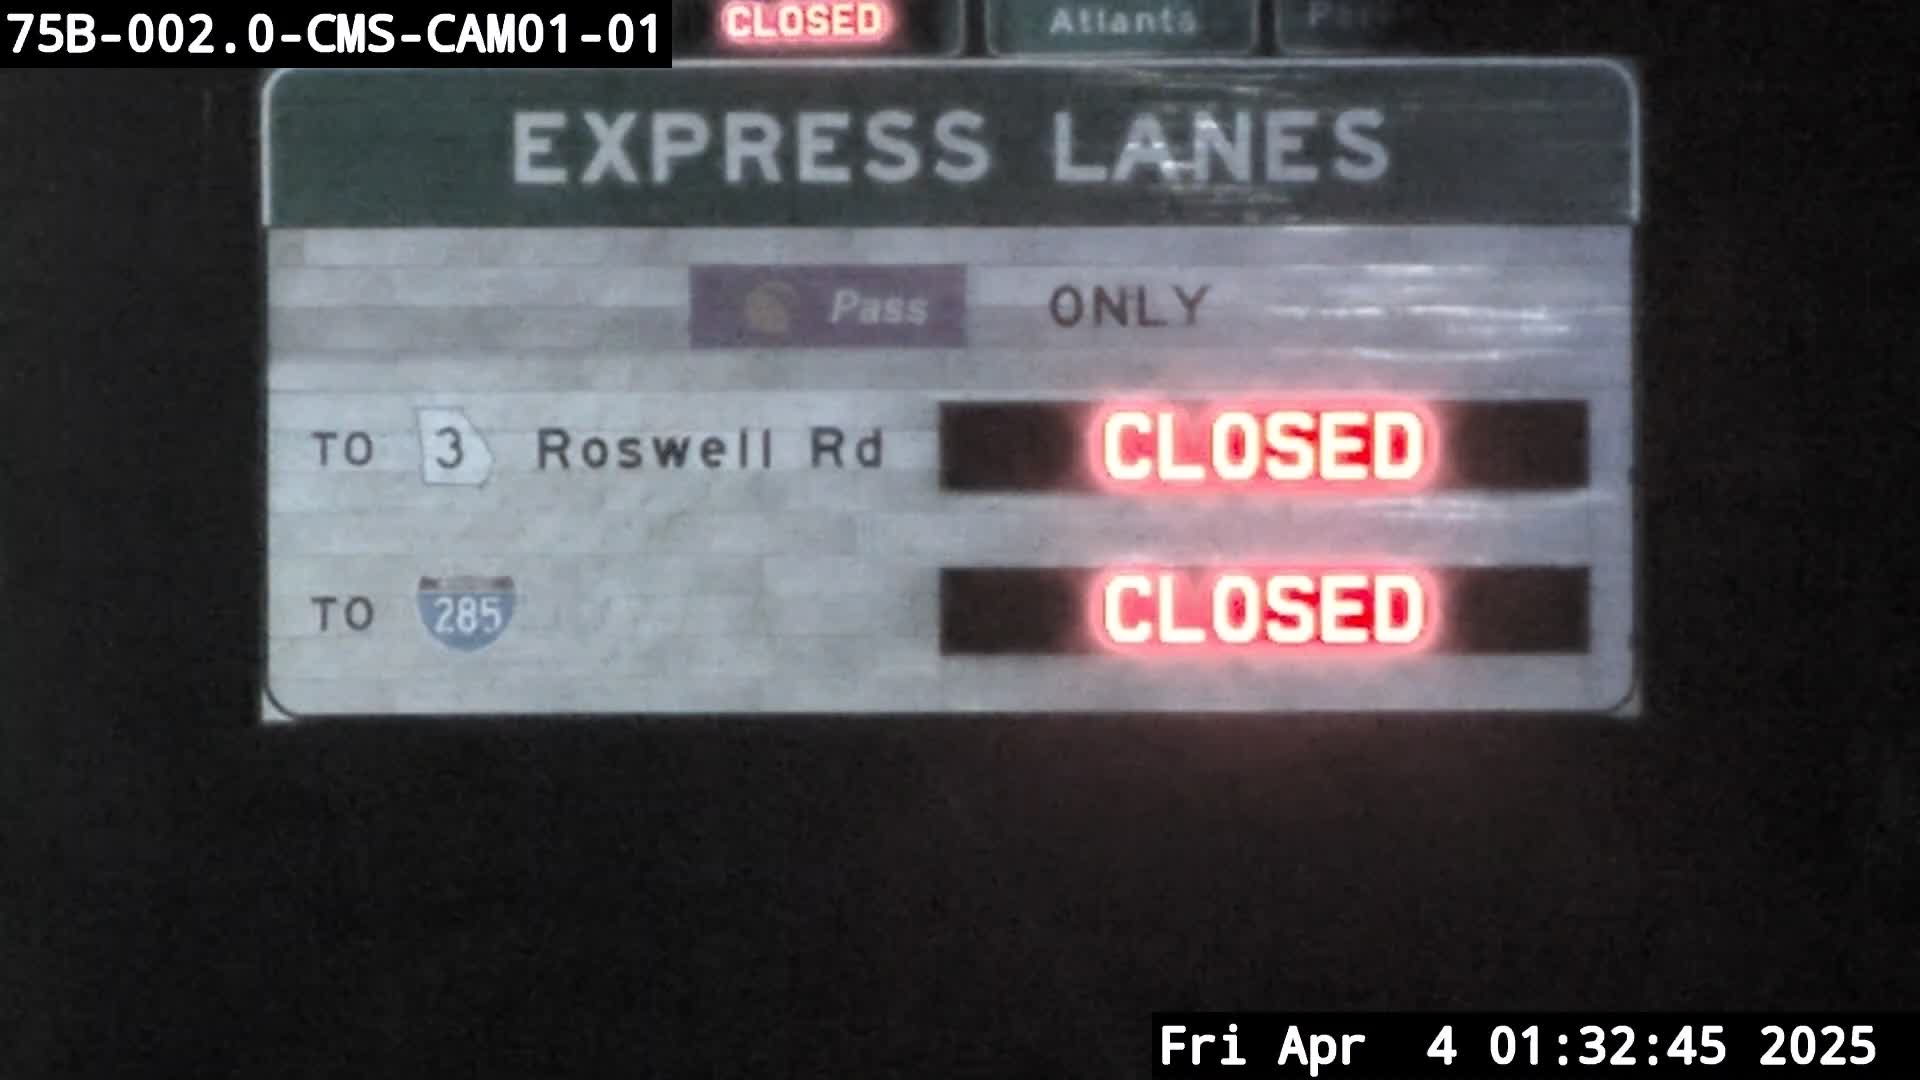 75B-002.0-CMS-CAM01-01
CLOSED
Atlanta
EXPRESS LANES
Pass ONLY
TO 3 Roswell Rd CLOSED
TO 285 CLOSED
Fri Apr 4 01:32:45 2025